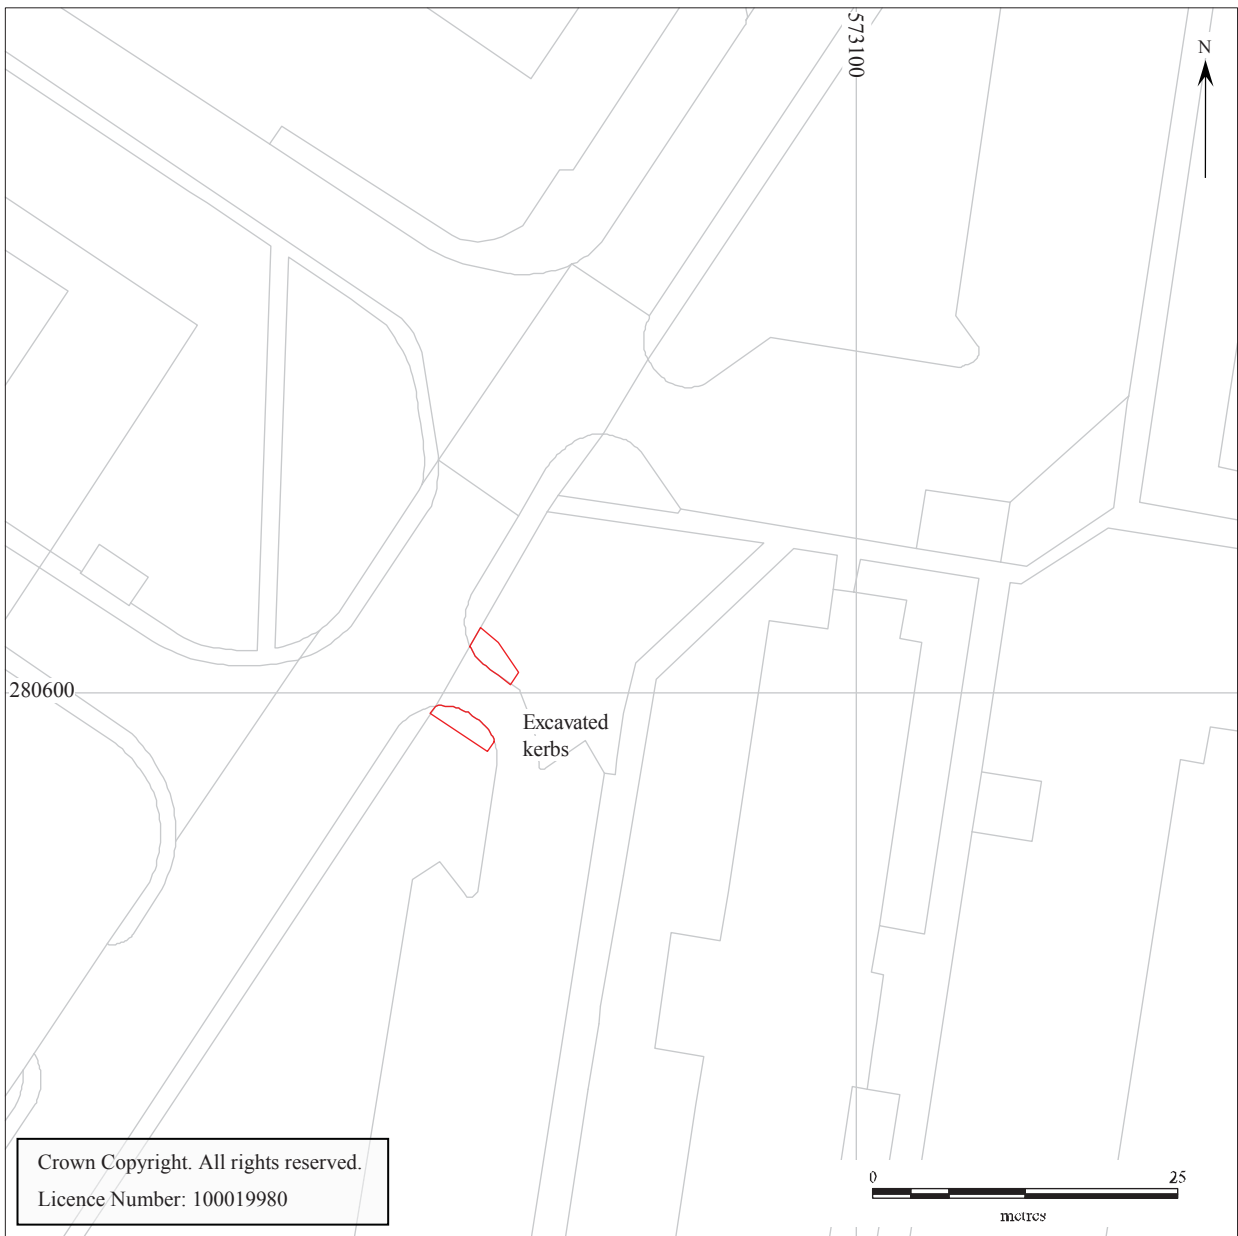 573100
N
280600
Excavated
kerbs
Crown Copyright. All rights reserved.
Licence Number: 100019980
0 25
metres